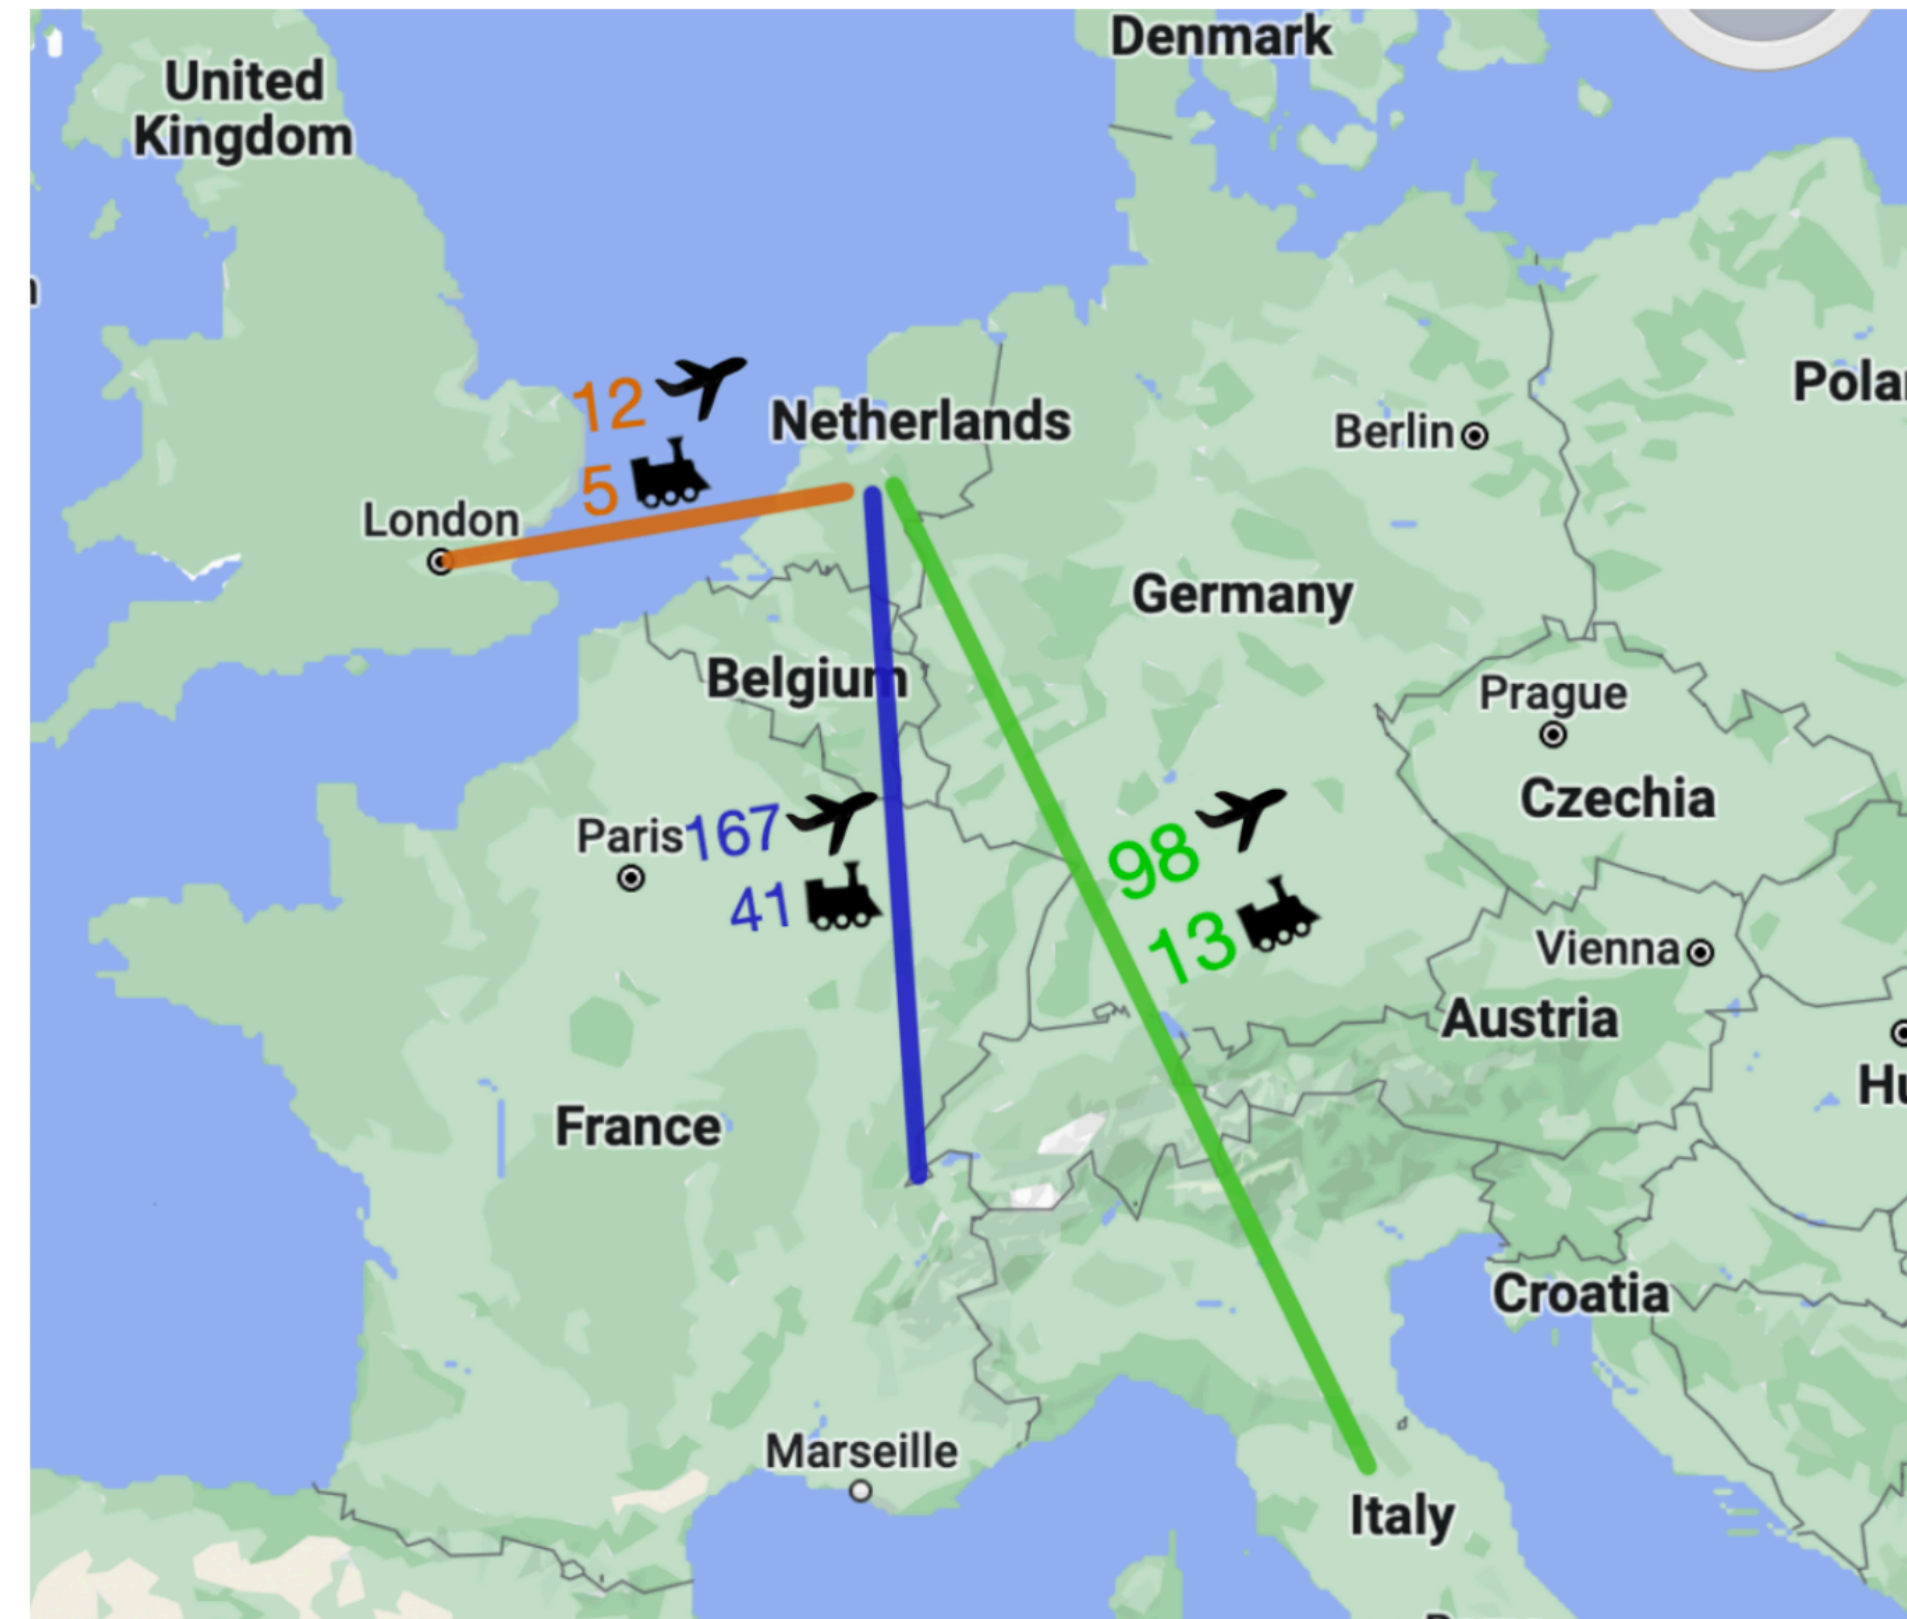 Denmark
United
Kingdom
12
Netherlands
Berlin
5
London
Germany
Belgium
Prague
Czechia
Paris
167
98
41
13
Vienna
Austria
France
Croatia
Marseille
Italy